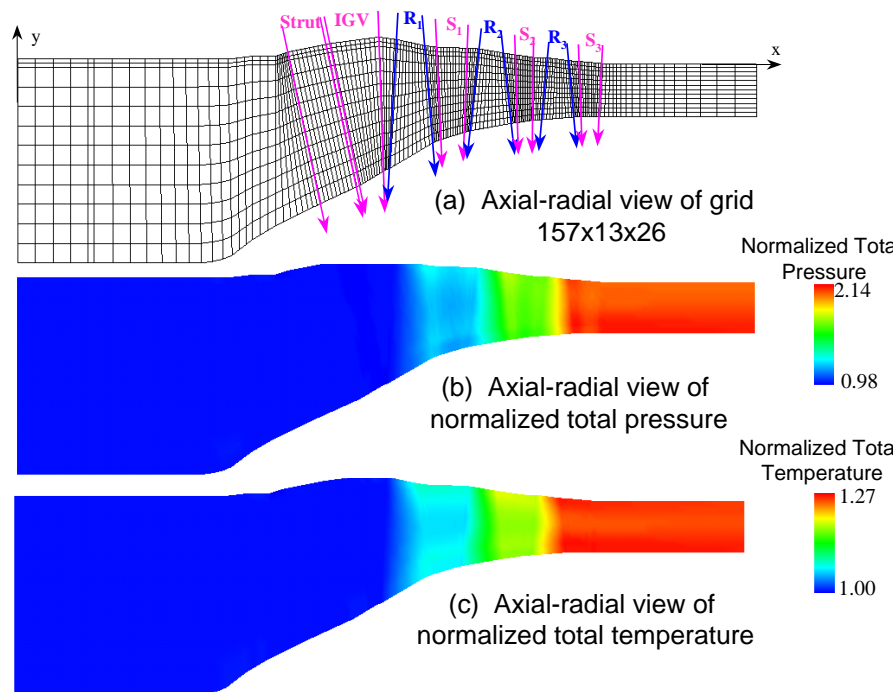 y
Strut
IGV
R1
S1
R2
S2
R3
S3
x
(a) Axial-radial view of grid
157x13x26
Normalized Tota
Pressure
2.14
0.98
(b) Axial-radial view of
normalized total pressure
Normalized Tota
Temperature
1.27
1.00
(c) Axial-radial view of
normalized total temperature